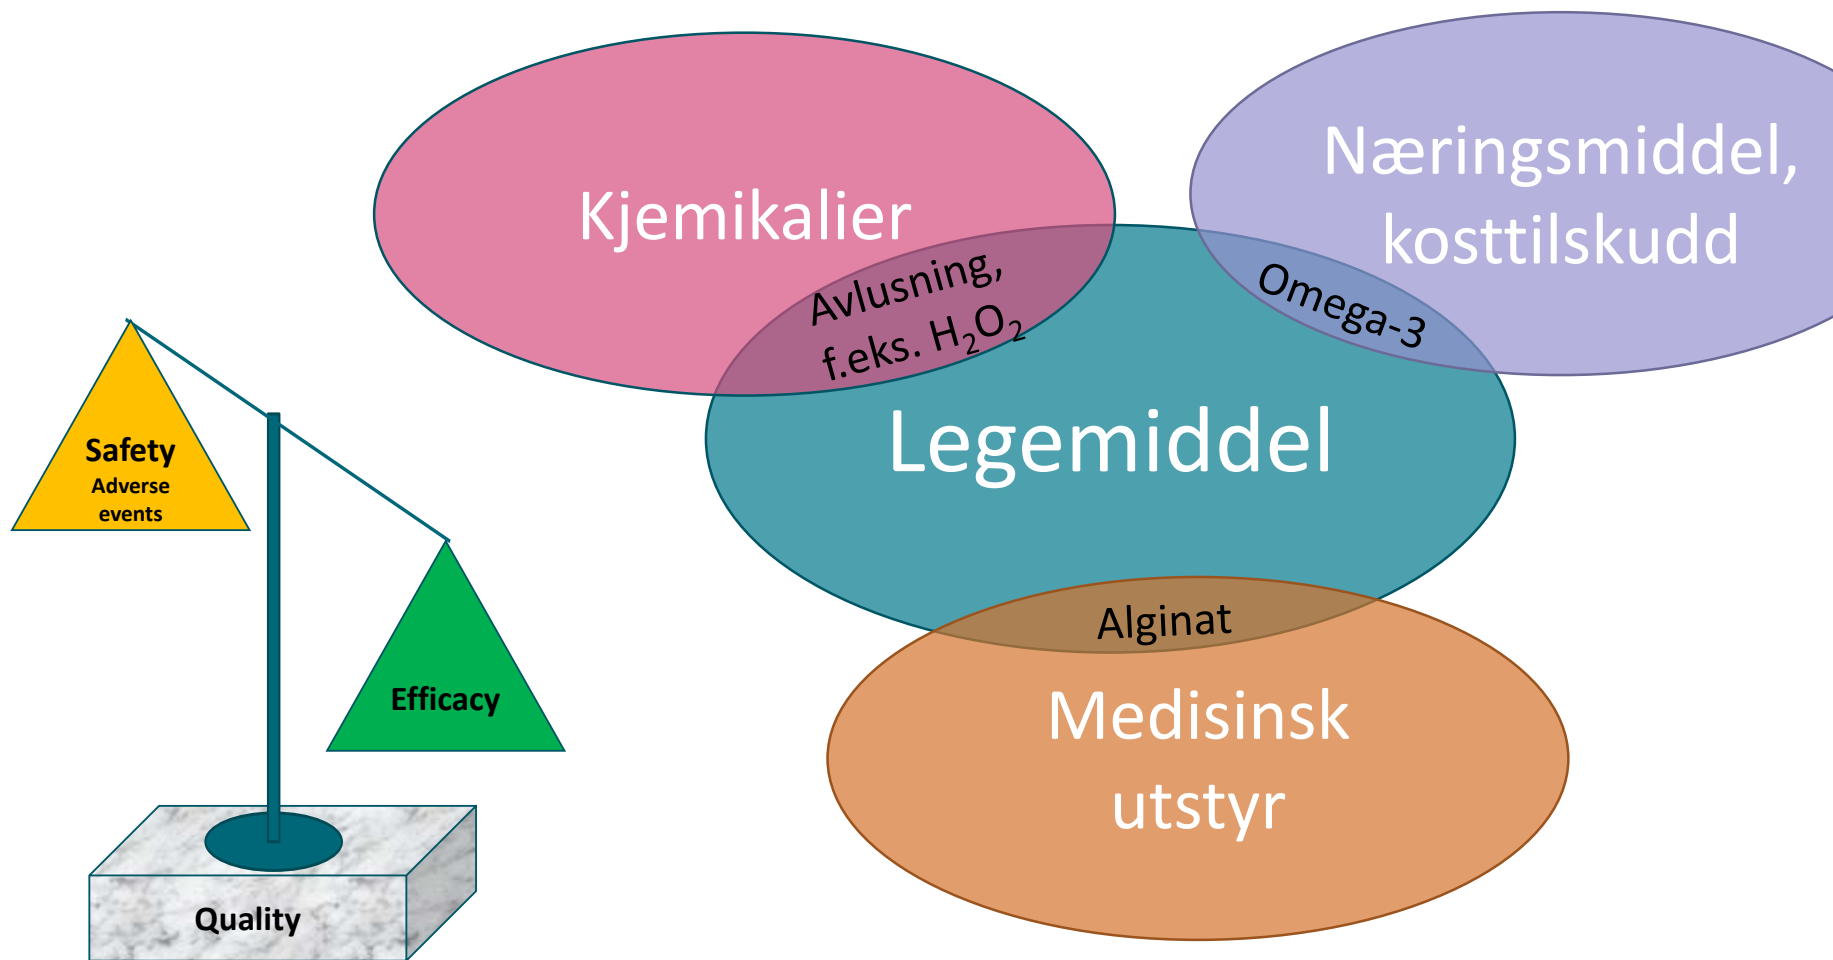 Kjemikalier
Næringsmiddel,
kosttilskudd
Avlusning,
f.eks. H₂O₂
Omega-3
Legemiddel
Alginat
Medisinsk
utstyr
Safety
Adverse
events
Efficacy
Quality